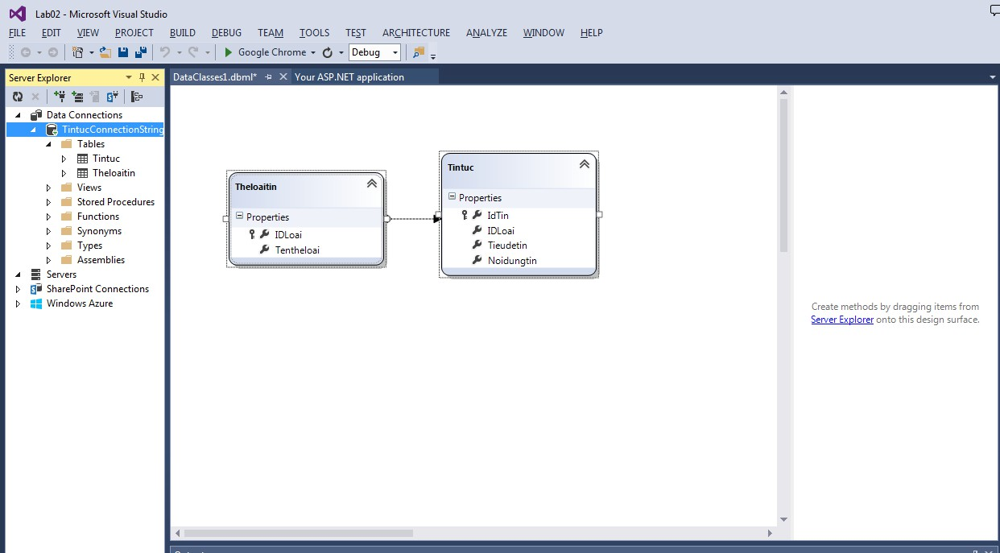 Lab02 - Microsoft Visual Studio
FILE EDIT VIEW PROJECT BUILD DEBUG TEAM TOOLS TEST ARCHITECTURE ANALYZE WINDOW HELP
Google Chrome Debug
Server Explorer
DataClasses1.dbml* Your ASP.NET application
Data Connections
TintucConnectionString
Tables
Tintuc
Theloaitin
Views
Stored Procedures
Functions
Synonyms
Types
Assemblies
Servers
SharePoint Connections
Windows Azure
Theloaitin
Properties
IDLoai
Tentheloai
Tintuc
Properties
IdTin
IDLoai
Tieudetin
Noidungtin
Create methods by dragging items from
Server Explorer onto this design surface.